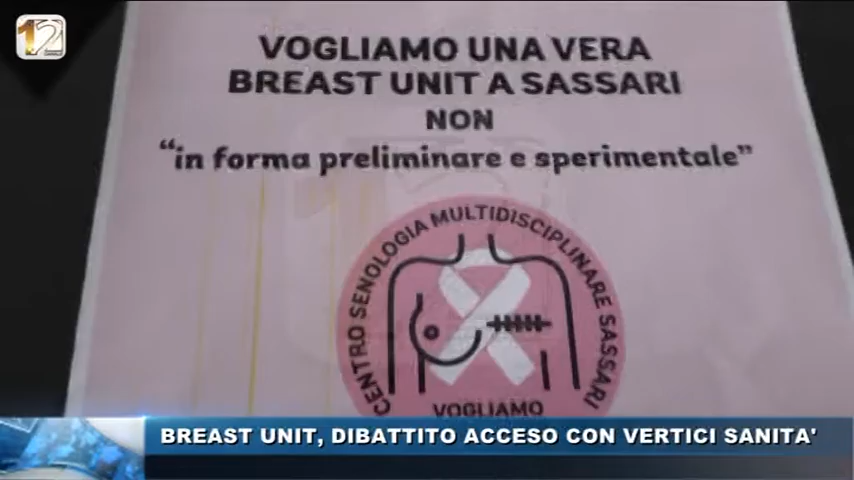 12
VOGLIAMO UNA VERA
BREAST UNIT A SASSARI
NON
"in forma preliminare e sperimentale"
CENTRO SENOLOGIA MULTIDISCIPLINARE SASSARI
VOGLIAMO
BREAST UNIT, DIBATTITO ACCESO CON VERTICI SANITA'